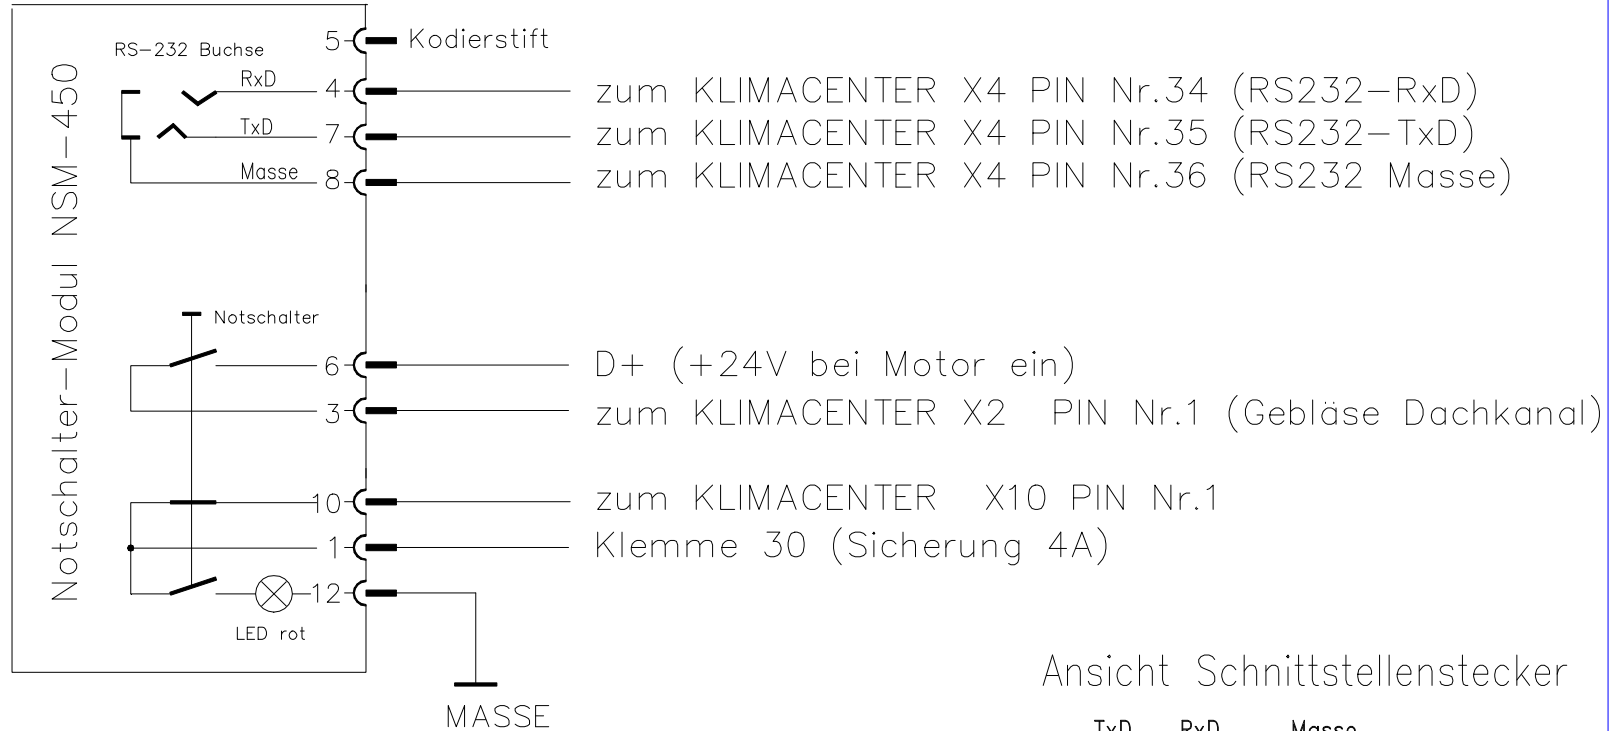 Notschalter-Modul NSM-450
RS-232 Buchse
5 Kodierstift
RxD 4 zum KLIMACENTER X4 PIN Nr.34 (RS232-RxD)
TxD 7 zum KLIMACENTER X4 PIN Nr.35 (RS232-TxD)
Masse 8 zum KLIMACENTER X4 PIN Nr.36 (RS232 Masse)
Notschalter
6 D+ (+24V bei Motor ein)
3 zum KLIMACENTER X2 PIN Nr.1 (Gebläse Dachkanal)
10 zum KLIMACENTER X10 PIN Nr.1
1 Klemme 30 (Sicherung 4A)
12
LED rot
MASSE
Ansicht Schnittstellenstecker
TxD RxD Masse